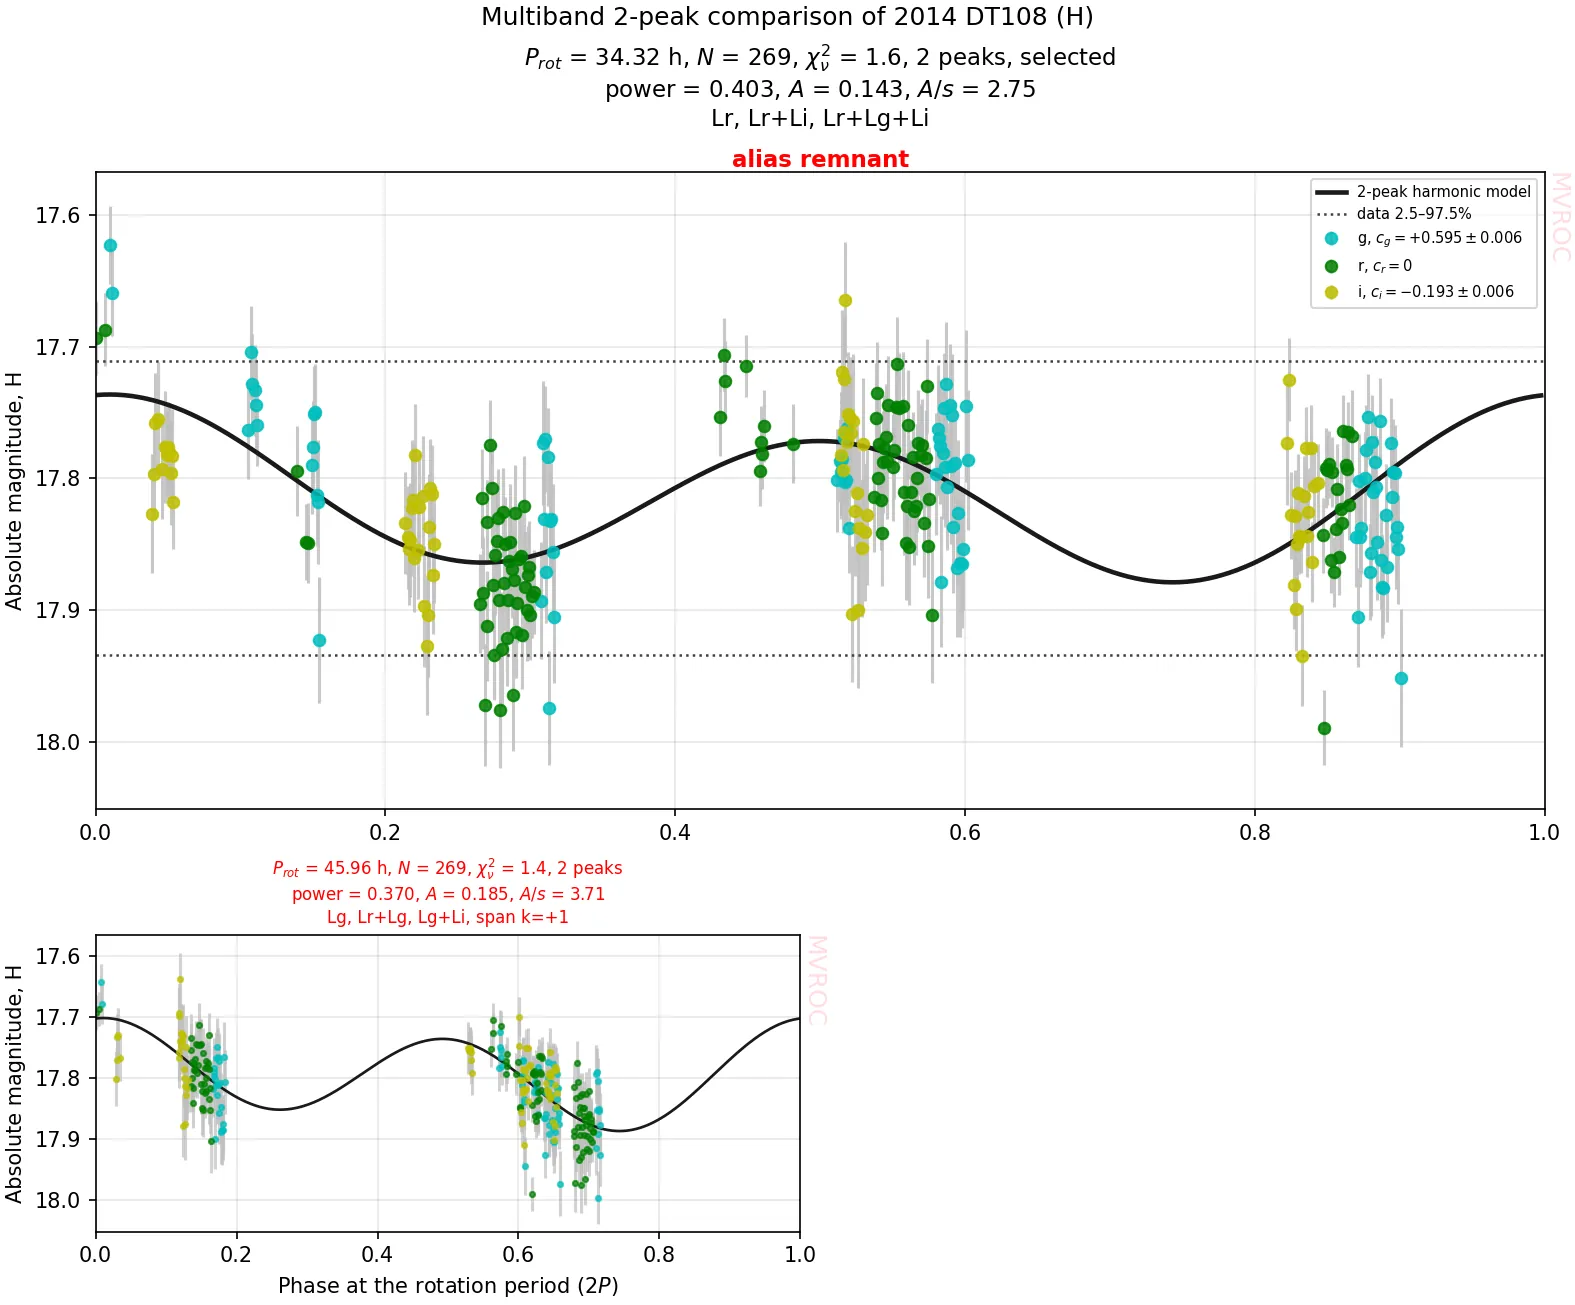 Multiband 2-peak comparison of 2014 DT108 (H)
P_rot = 34.32 h, N = 269, χ²_ν = 1.6, 2 peaks, selected
power = 0.403, A = 0.143, A/s = 2.75
Lr, Lr+Li, Lr+Lg+Li
alias remnant
2-peak harmonic model
data 2.5–97.5%
g, c_g = +0.595 ± 0.006
r, c_r = 0
i, c_i = −0.193 ± 0.006
MVROC
Absolute magnitude, H
17.6
17.7
17.8
17.9
18.0
0.0 0.2 0.4 0.6 0.8 1.0
P_rot = 45.96 h, N = 269, χ²_ν = 1.4, 2 peaks
power = 0.370, A = 0.185, A/s = 3.71
Lg, Lr+Lg, Lg+Li, span k=+1
MVROC
Absolute magnitude, H
17.6
17.7
17.8
17.9
18.0
0.0 0.2 0.4 0.6 0.8 1.0
Phase at the rotation period (2P)